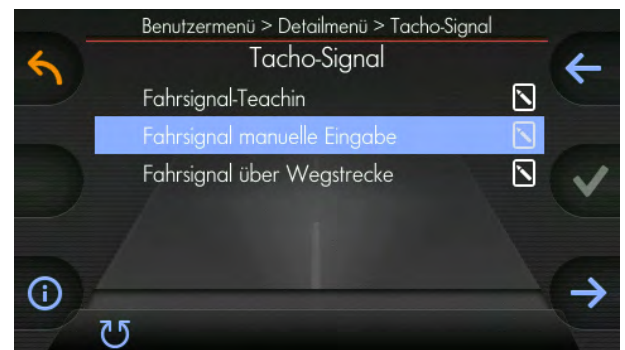 Benutzermenü > Detailmenü > Tacho-Signal
Tacho-Signal
Fahrsignal-Teachin
Fahrsignal manuelle Eingabe
Fahrsignal über Wegstrecke